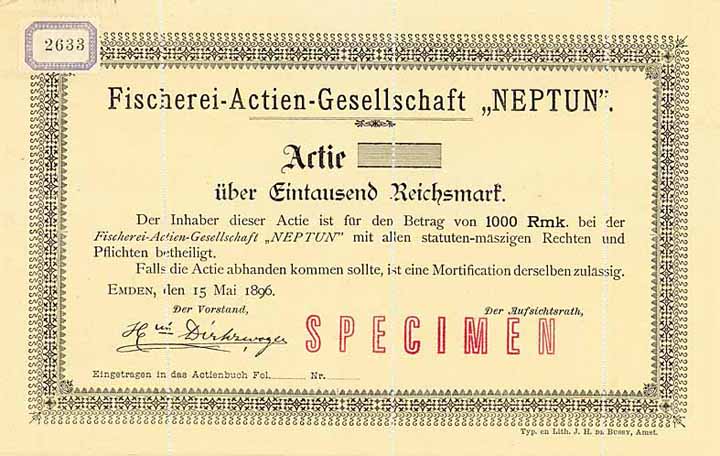 2633
Fischerei-Actien-Gesellschaft „NEPTUN”.
Actie
über Eintausend Reichsmark.
Der Inhaber dieser Actie ist für den Betrag von 1000 Rmk. bei der
Fischerei-Actien-Gesellschaft „NEPTUN” mit allen statuten-maszigen Rechten und
Pflichten betheiligt.
Falls die Actie abhanden kommen sollte, ist eine Mortification derselben zulässig.
EMDEN, den 15 Mai 1896.
Der Vorstand, Der Aufsichtsrath,
SPECIMEN
Eingetragen in das Actienbuch Fol. Nr.
Typ. en Lith. J. H. DE BUSSY, Amst.